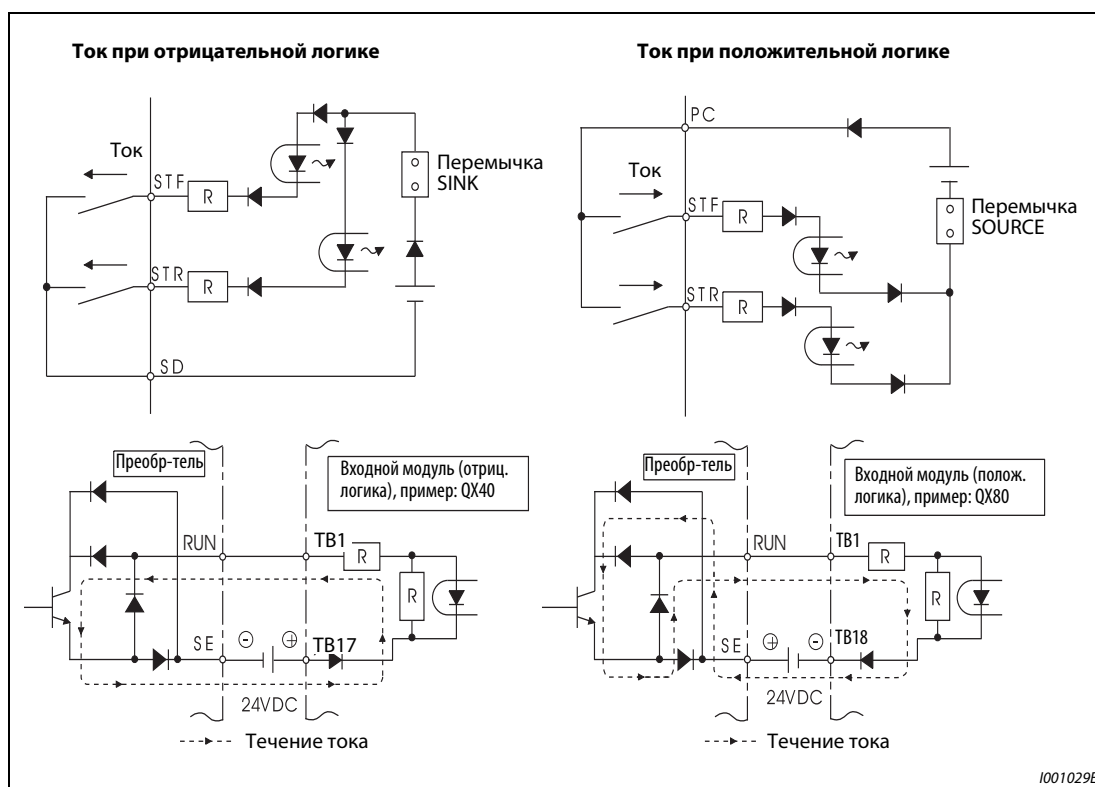 Ток при отрицательной логике
Ток
STF
R
STR
R
SD
Перемычка
SINK
Ток при положительной логике
PC
Ток
STF
R
STR
R
Перемычка
SOURCE
Преобр-тель
Входной модуль (отриц.
логика), пример: QX40
RUN
TB1
R
R
SE
TB17
24VDC
Течение тока
Преобр-тель
Входной модуль (полож.
логика), пример: QX80
RUN
TB1
R
R
SE
TB18
24VDC
Течение тока
I001029E